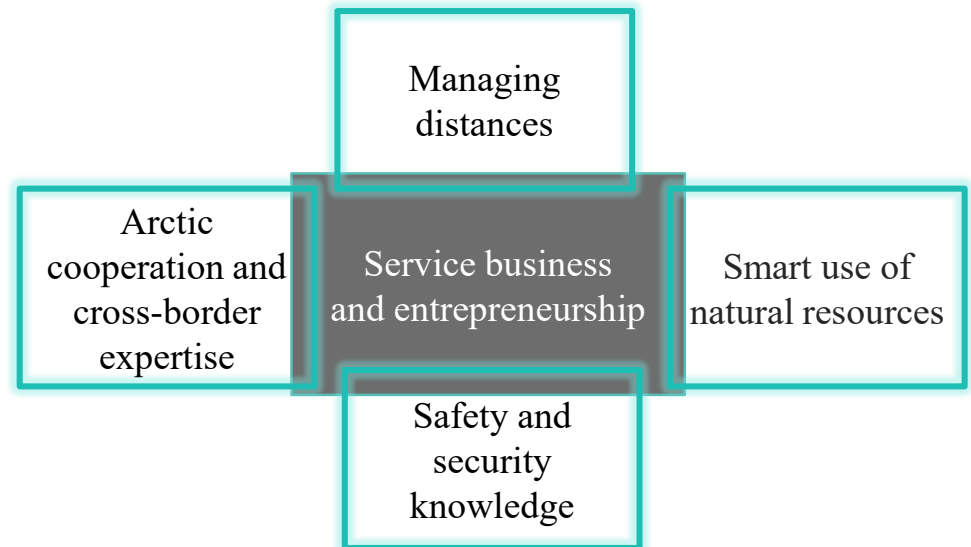 Managing
distances
Arctic
cooperation and
cross-border
expertise
Service business
and entrepreneurship
Smart use of
natural resources
Safety and
security
knowledge